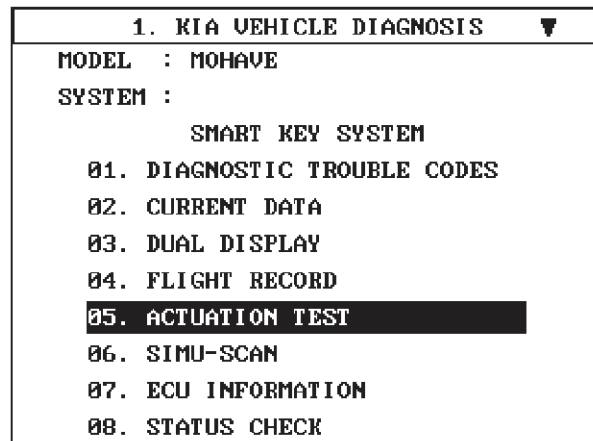 1. KIA VEHICLE DIAGNOSIS ▼
MODEL : MOHAVE
SYSTEM :
SMART KEY SYSTEM
01. DIAGNOSTIC TROUBLE CODES
02. CURRENT DATA
03. DUAL DISPLAY
04. FLIGHT RECORD
05. ACTUATION TEST
06. SIMU-SCAN
07. ECU INFORMATION
08. STATUS CHECK